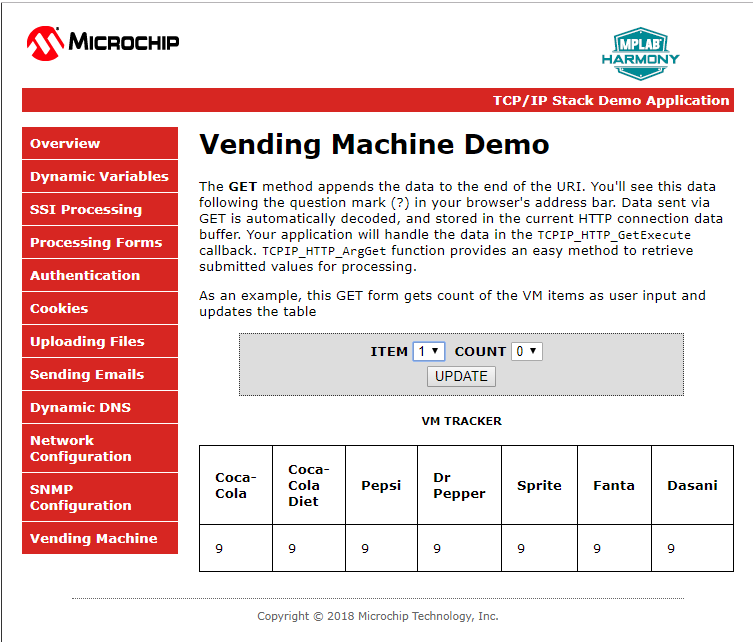 MICROCHIP
MPLAB®
HARMONY
TCP/IP Stack Demo Application
Overview
Dynamic Variables
SSI Processing
Processing Forms
Authentication
Cookies
Uploading Files
Sending Emails
Dynamic DNS
Network
Configuration
SNMP
Configuration
Vending Machine
Vending Machine Demo
The GET method appends the data to the end of the URI. You'll see this data
following the question mark (?) in your browser's address bar. Data sent via
GET is automatically decoded, and stored in the current HTTP connection data
buffer. Your application will handle the data in the TCPIP_HTTP_GetExecute
callback. TCPIP_HTTP_ArgGet function provides an easy method to retrieve
submitted values for processing.
As an example, this GET form gets count of the VM items as user input and
updates the table
ITEM 1 COUNT 0
UPDATE
VM TRACKER
Coca-
Cola
Coca-
Cola
Diet
Pepsi
Dr
Pepper
Sprite
Fanta
Dasani
9 9 9 9 9 9 9
Copyright © 2018 Microchip Technology, Inc.